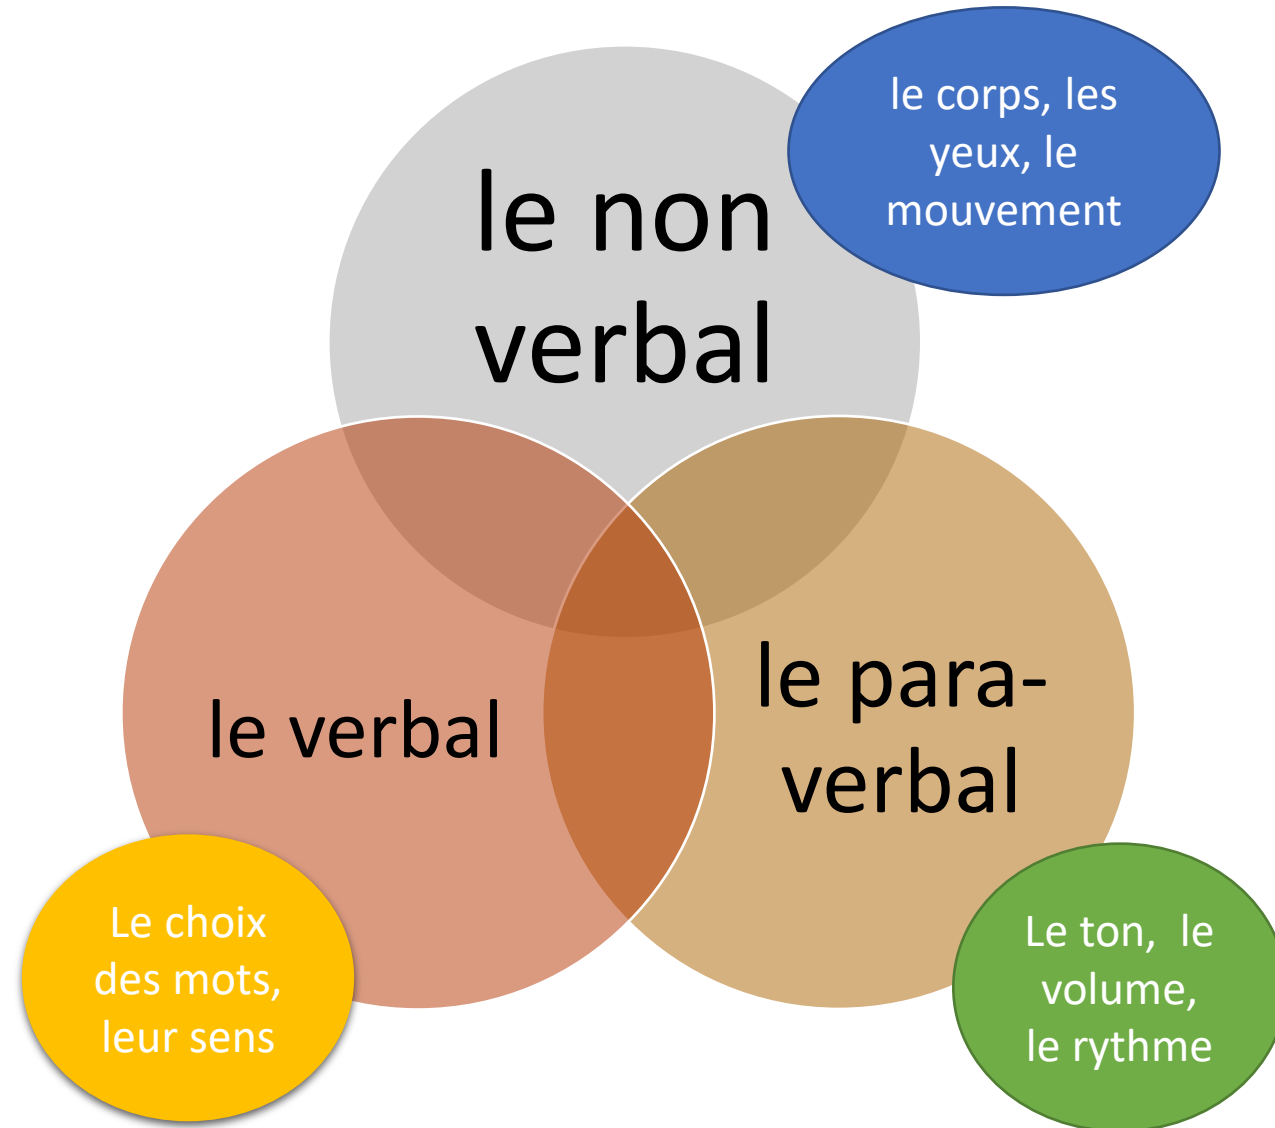 le corps, les
yeux, le
mouvement
le non
verbal
le verbal
le para-
verbal
Le choix
des mots,
leur sens
Le ton,  le
volume,
le rythme